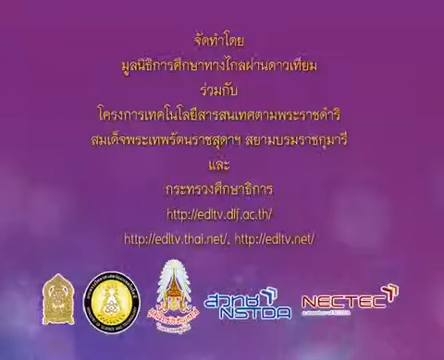 จัดทำโดย
มูลนิธิการศึกษาทางไกลผ่านดาวเทียม
ร่วมกับ
โครงการเทคโนโลยีสารสนเทศตามพระราชดำริ
สมเด็จพระเทพรัตนราชสุดาฯ สยามบรมราชกุมารี
และ
กระทรวงศึกษาธิการ
http://edltv.dlf.ac.th/
http://edltv.thai.net/, http://edltv.net/
สวทช NSTDA
NECTEC